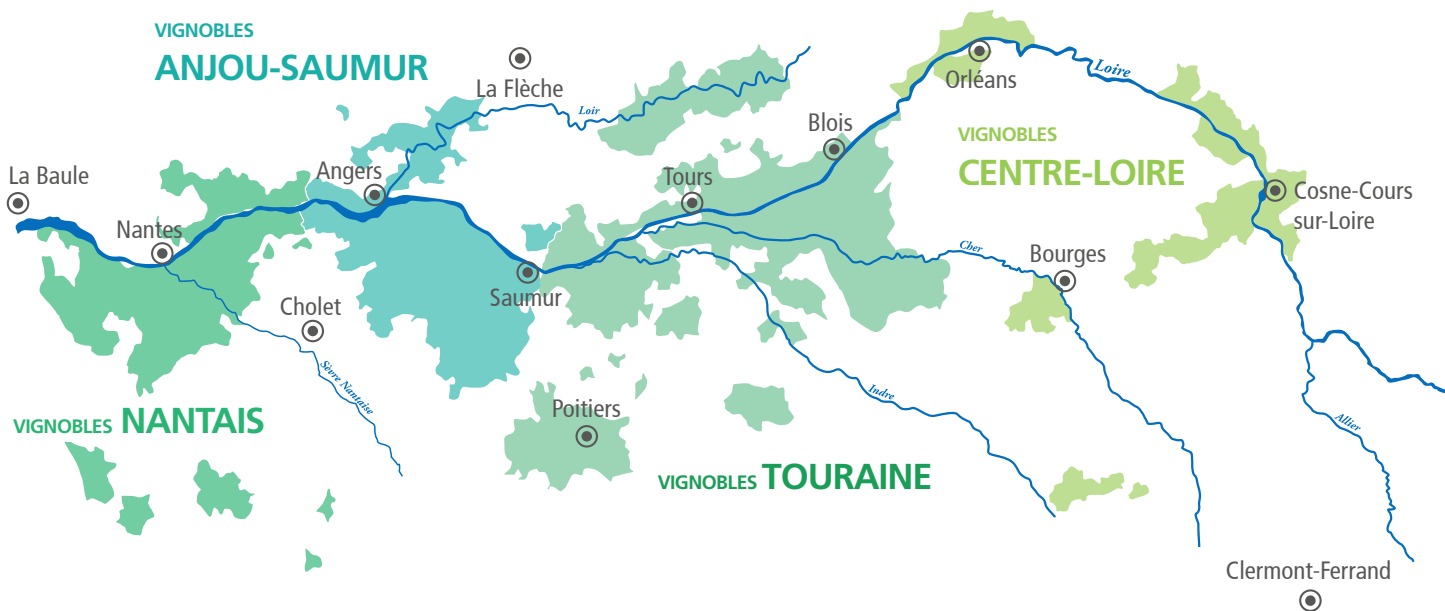 VIGNOBLES
ANJOU-SAUMUR
La Flèche
Loir
Orléans
Loire
Blois
VIGNOBLES
CENTRE-LOIRE
La Baule
Angers
Tours
Cosne-Cours
sur-Loire
Nantes
Cher
Bourges
Saumur
Cholet
Sèvre Nantaise
Indre
Allier
VIGNOBLES NANTAIS
Poitiers
VIGNOBLES TOURAINE
Clermont-Ferrand